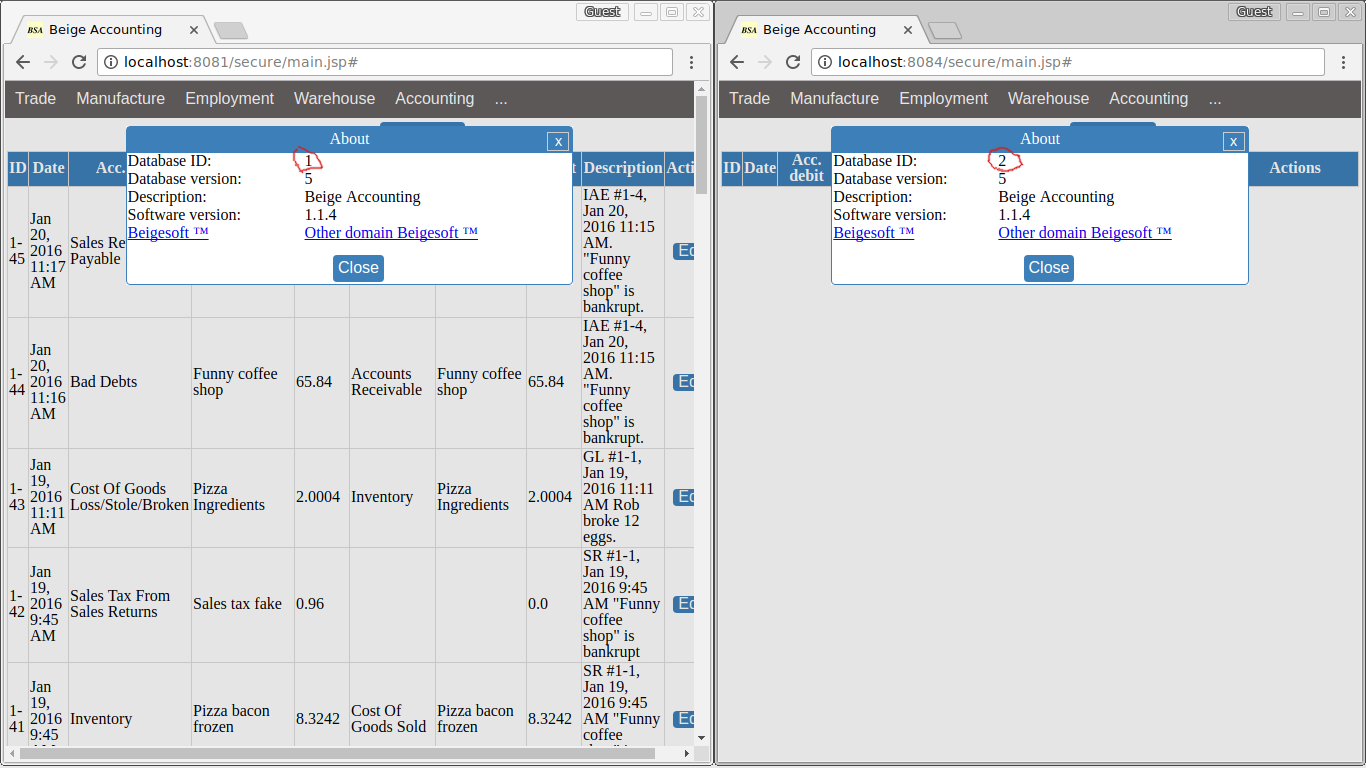 Guest
BSA Beige Accounting
localhost:8081/secure/main.jsp#
Trade Manufacture Employment Warehouse Accounting ...
About x
Database ID: 1
Database version: 5
Description: Beige Accounting
Software version: 1.1.4
Beigesoft ™ Other domain Beigesoft ™
Close
ID Date Acc. Description
1-
45
Jan
20,
2016
11:17
AM
Sales Re
Payable
IAE #1-4,
Jan 20,
2016 11:15
AM.
"Funny
coffee
shop" is
bankrupt.
1-
44
Jan
20,
2016
11:16
AM
Bad Debts
Funny coffee
shop
65.84
Accounts
Receivable
Funny coffee
shop
65.84
IAE #1-4,
Jan 20,
2016 11:15
AM.
"Funny
coffee
shop" is
bankrupt.
1-
43
Jan
19,
2016
11:11
AM
Cost Of Goods
Loss/Stole/Broken
Pizza
Ingredients
2.0004
Inventory
Pizza
Ingredients
2.0004
GL #1-1,
Jan 19,
2016 11:11
AM Rob
broke 12
eggs.
1-
42
Jan
19,
2016
9:45
AM
Sales Tax From
Sales Returns
Sales tax fake
0.96
0.0
SR #1-1,
Jan 19,
2016 9:45
AM "Funny
coffee
shop" is
bankrupt
1-
41
Jan
19,
2016
9:45
Inventory
Pizza bacon
frozen
8.3242
Cost Of
Goods Sold
Pizza bacon
frozen
8.3242
SR #1-1,
Jan 19,
2016 9:45
AM "Funny
coffee
Guest
BSA Beige Accounting
localhost:8084/secure/main.jsp#
Trade Manufacture Employment Warehouse Accounting ...
About x
Database ID: 2
Database version: 5
Description: Beige Accounting
Software version: 1.1.4
Beigesoft ™ Other domain Beigesoft ™
Close
ID Date Acc.
debit
Actions